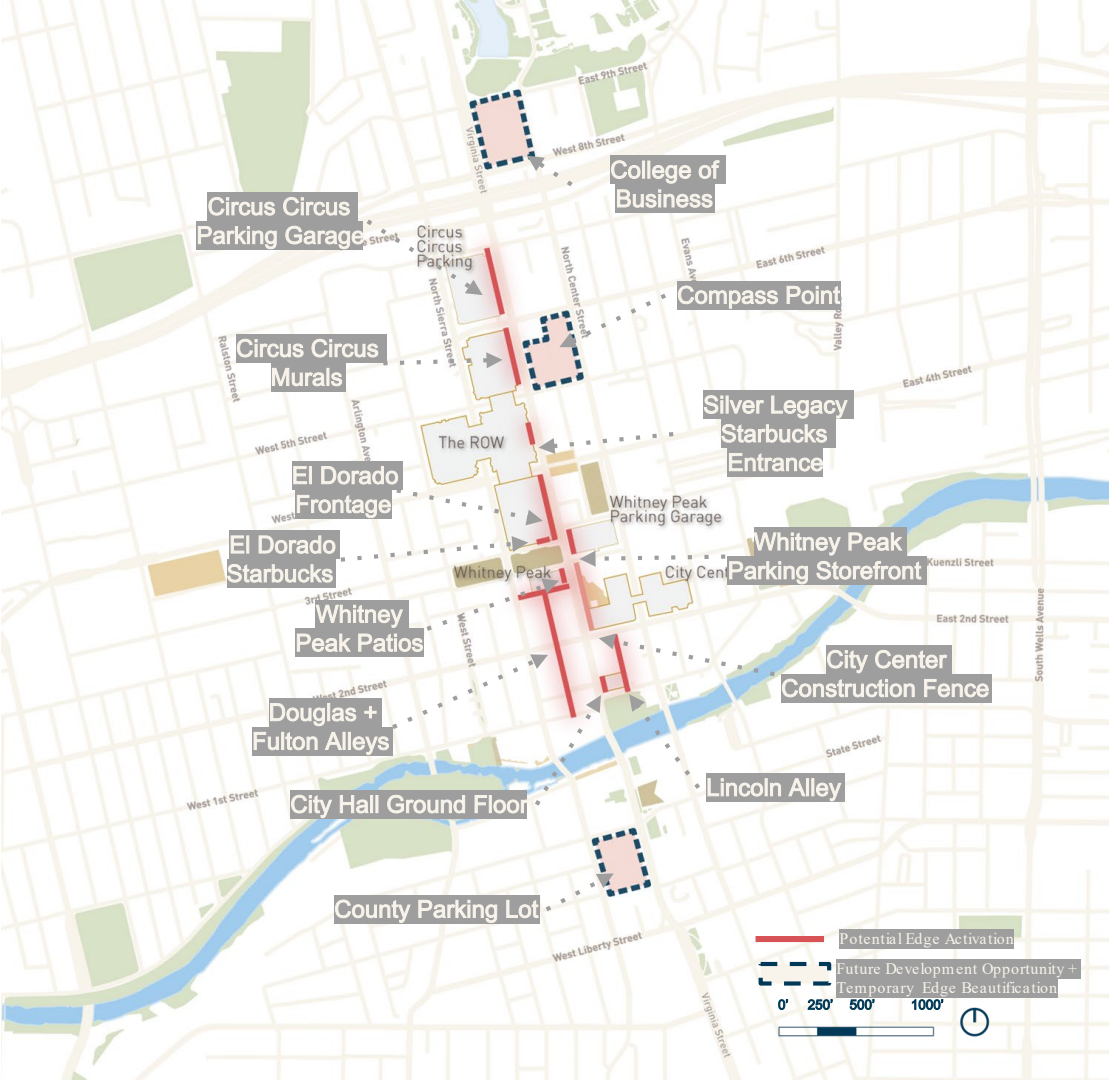 East 9th Street
Virginia Street
West 8th Street
College of
Business
Circus Circus
Parking Garage
Street
Circus
Circus
Parking
North Sierra Street
North Center Street
Evans Av
East 6th Street
Compass Point
Valley Ro
Ralston Street
Circus Circus
Murals
East 4th Street
Arlington Ave
Silver Legacy
Starbucks
Entrance
West 5th Street
The ROW
El Dorado
Frontage
West
Whitney Peak
Parking Garage
El Dorado
Starbucks
Whitney Peak
Parking Storefront
Whitney Peak
City Cent
Kuenzli Street
3rd Street
Whitney
Peak Patios
West Street
East 2nd Street
South Wells Avenue
City Center
Construction Fence
West 2nd Street
Douglas +
Fulton Alleys
State Street
West 1st Street
City Hall Ground Floor
Lincoln Alley
County Parking Lot
West Liberty Street
Virginia Street
Potential Edge Activation
Future Development Opportunity +
Temporary Edge Beautification
0' 250' 500' 1000'